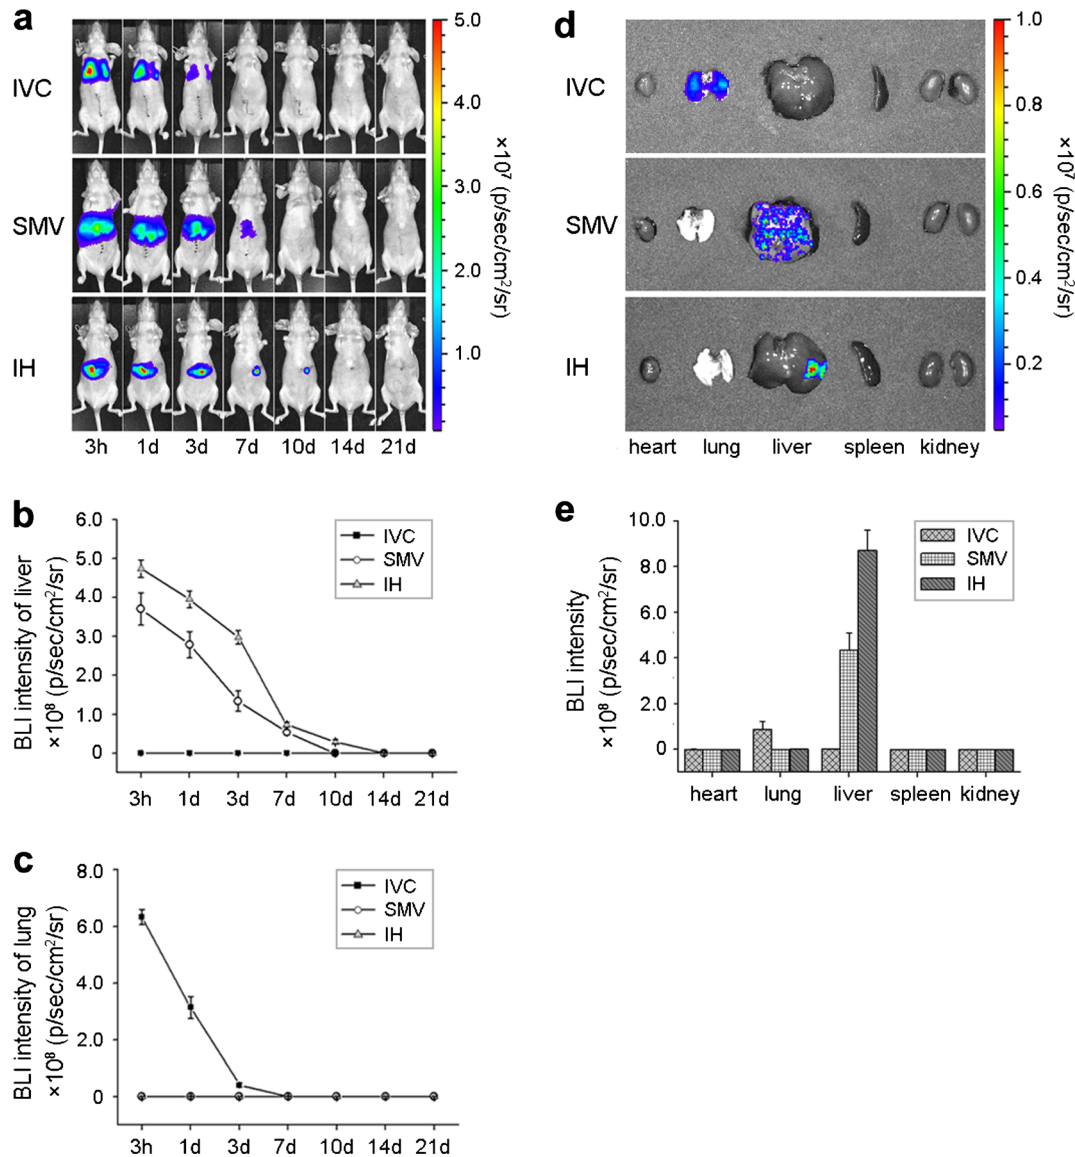 a
IVC
SMV
IH
3h 1d 3d 7d 10d 14d 21d
5.0
4.0
3.0
2.0
1.0
×10⁷ (p/sec/cm²/sr)
d
IVC
SMV
IH
heart lung liver spleen kidney
1.0
0.8
0.6
0.4
0.2
×10⁷ (p/sec/cm²/sr)
b
BLI intensity of liver
×10⁸ (p/sec/cm²/sr)
6.0
5.0
4.0
3.0
2.0
1.0
0
IVC
SMV
IH
3h 1d 3d 7d 10d 14d 21d
e
BLI intensity
×10⁸ (p/sec/cm²/sr)
10.0
8.0
6.0
4.0
2.0
0
IVC
SMV
IH
heart lung liver spleen kidney
c
BLI intensity of lung
×10⁸ (p/sec/cm²/sr)
8.0
6.0
4.0
2.0
0
IVC
SMV
IH
3h 1d 3d 7d 10d 14d 21d